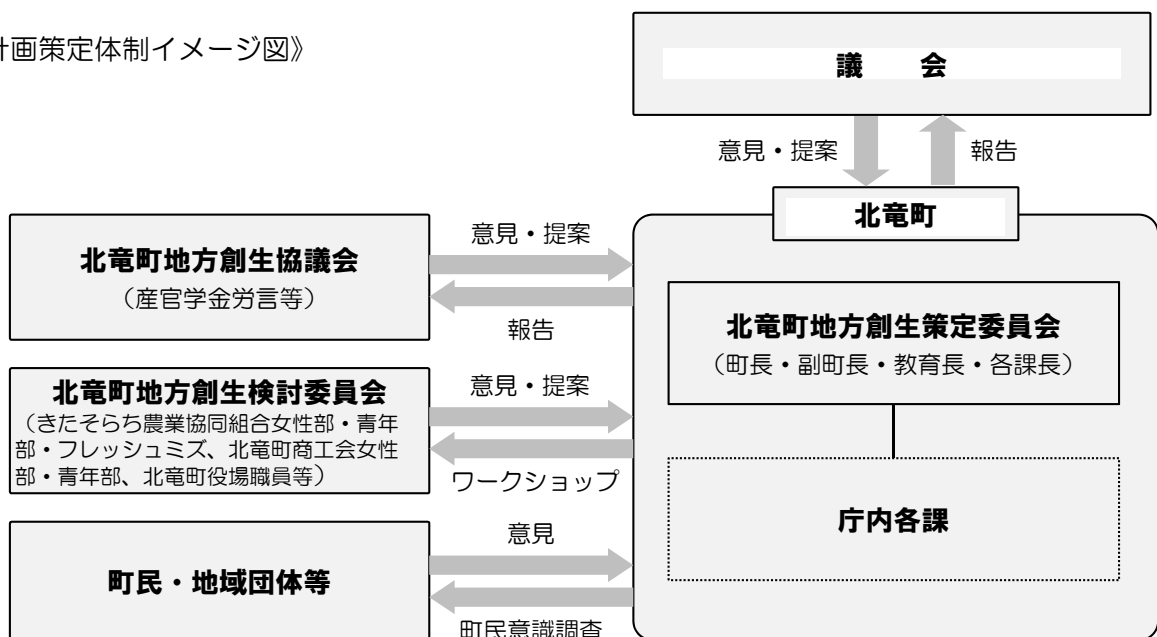 計画策定体制イメージ図》
議　会
意見・提案
報告
北竜町
北竜町地方創生協議会
（産官学金労言等）
意見・提案
報告
北竜町地方創生策定委員会
（町長・副町長・教育長・各課長）
北竜町地方創生検討委員会
（きたそらち農業協同組合女性部・青年
部・フレッシュミズ、北竜町商工会女性
部・青年部、北竜町役場職員等）
意見・提案
ワークショップ
庁内各課
町民・地域団体等
意見
町民意識調査